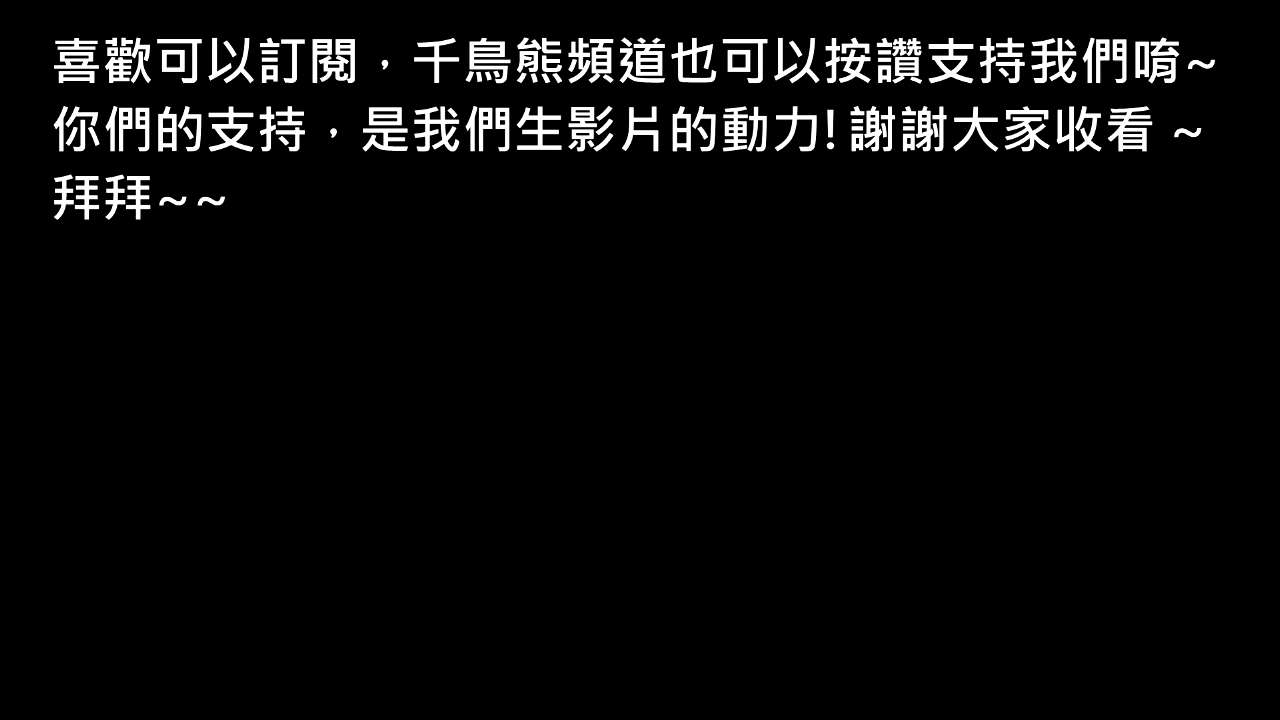 喜歡可以訂閱，千鳥熊頻道也可以按讚支持我們唷~
你們的支持，是我們生影片的動力! 謝謝大家收看 ~
拜拜~~